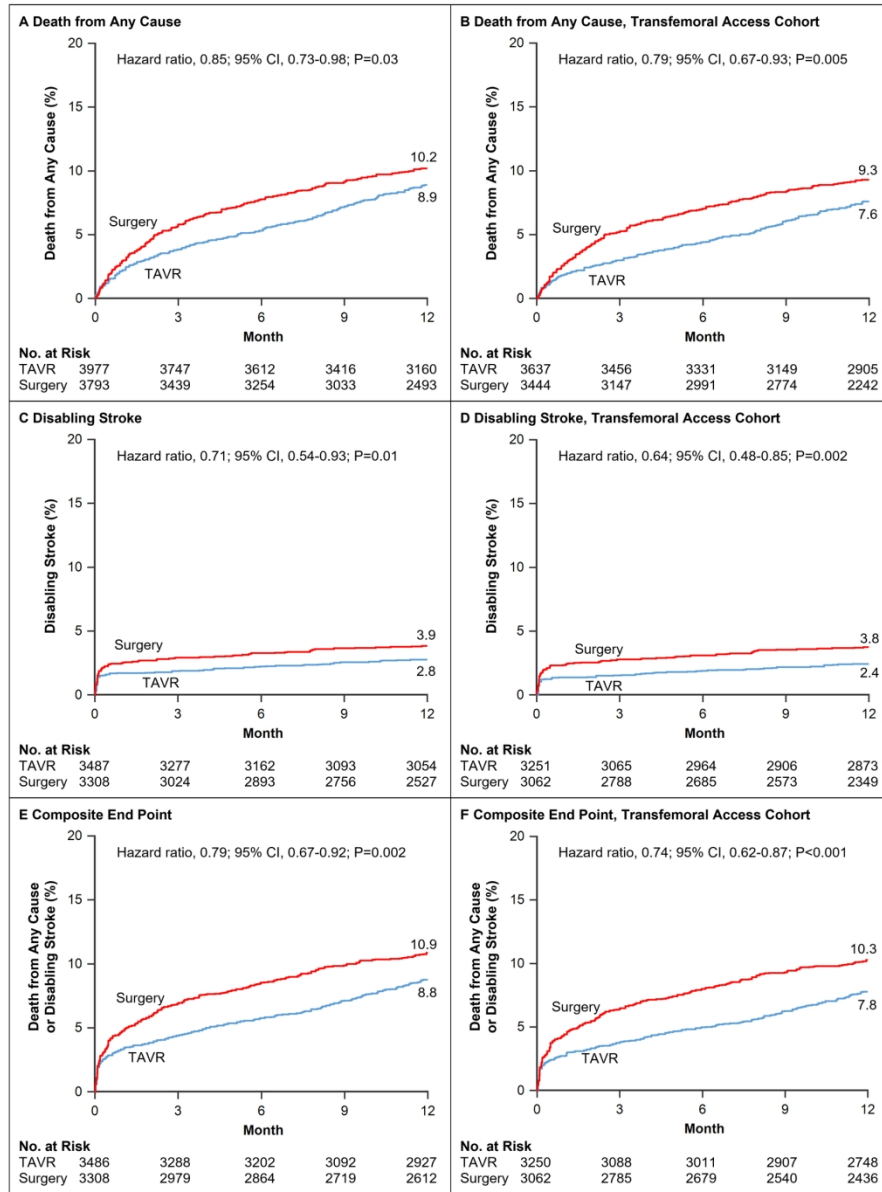 A Death from Any Cause
Hazard ratio, 0.85; 95% CI, 0.73-0.98; P=0.03
Death from Any Cause (%)
20
15
10
5
0
10.2
8.9
Surgery
TAVR
0 3 6 9 12
Month
No. at Risk
TAVR 3977 3747 3612 3416 3160
Surgery 3793 3439 3254 3033 2493
B Death from Any Cause, Transfemoral Access Cohort
Hazard ratio, 0.79; 95% CI, 0.67-0.93; P=0.005
Death from Any Cause (%)
20
15
10
5
0
9.3
7.6
Surgery
TAVR
0 3 6 9 12
Month
No. at Risk
TAVR 3637 3456 3331 3149 2905
Surgery 3444 3147 2991 2774 2242
C Disabling Stroke
Hazard ratio, 0.71; 95% CI, 0.54-0.93; P=0.01
Disabling Stroke (%)
20
15
10
5
0
3.9
2.8
Surgery
TAVR
0 3 6 9 12
Month
No. at Risk
TAVR 3487 3277 3162 3093 3054
Surgery 3308 3024 2893 2756 2527
D Disabling Stroke, Transfemoral Access Cohort
Hazard ratio, 0.64; 95% CI, 0.48-0.85; P=0.002
Disabling Stroke (%)
20
15
10
5
0
3.8
2.4
Surgery
TAVR
0 3 6 9 12
Month
No. at Risk
TAVR 3251 3065 2964 2906 2873
Surgery 3062 2788 2685 2573 2349
E Composite End Point
Hazard ratio, 0.79; 95% CI, 0.67-0.92; P=0.002
Death from Any Cause
or Disabling Stroke (%)
20
15
10
5
0
10.9
8.8
Surgery
TAVR
0 3 6 9 12
Month
No. at Risk
TAVR 3486 3288 3202 3092 2927
Surgery 3308 2979 2864 2719 2612
F Composite End Point, Transfemoral Access Cohort
Hazard ratio, 0.74; 95% CI, 0.62-0.87; P<0.001
Death from Any Cause
or Disabling Stroke (%)
20
15
10
5
0
10.3
7.8
Surgery
TAVR
0 3 6 9 12
Month
No. at Risk
TAVR 3250 3088 3011 2907 2748
Surgery 3062 2785 2679 2540 2436